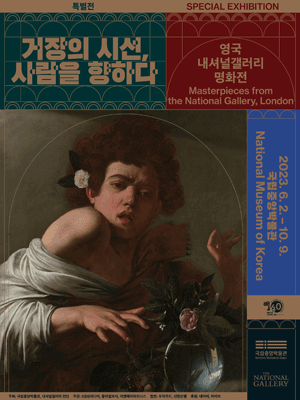 특별전
SPECIAL EXHIBITION
거장의 시선,
사람을 향하다
영국
내셔널갤러리
명화전
Masterpieces from
the National Gallery, London
2023. 6. 2. – 10. 9.
국립중앙박물관
National Museum of Korea
국립중앙박물관
THE
NATIONAL
GALLERY